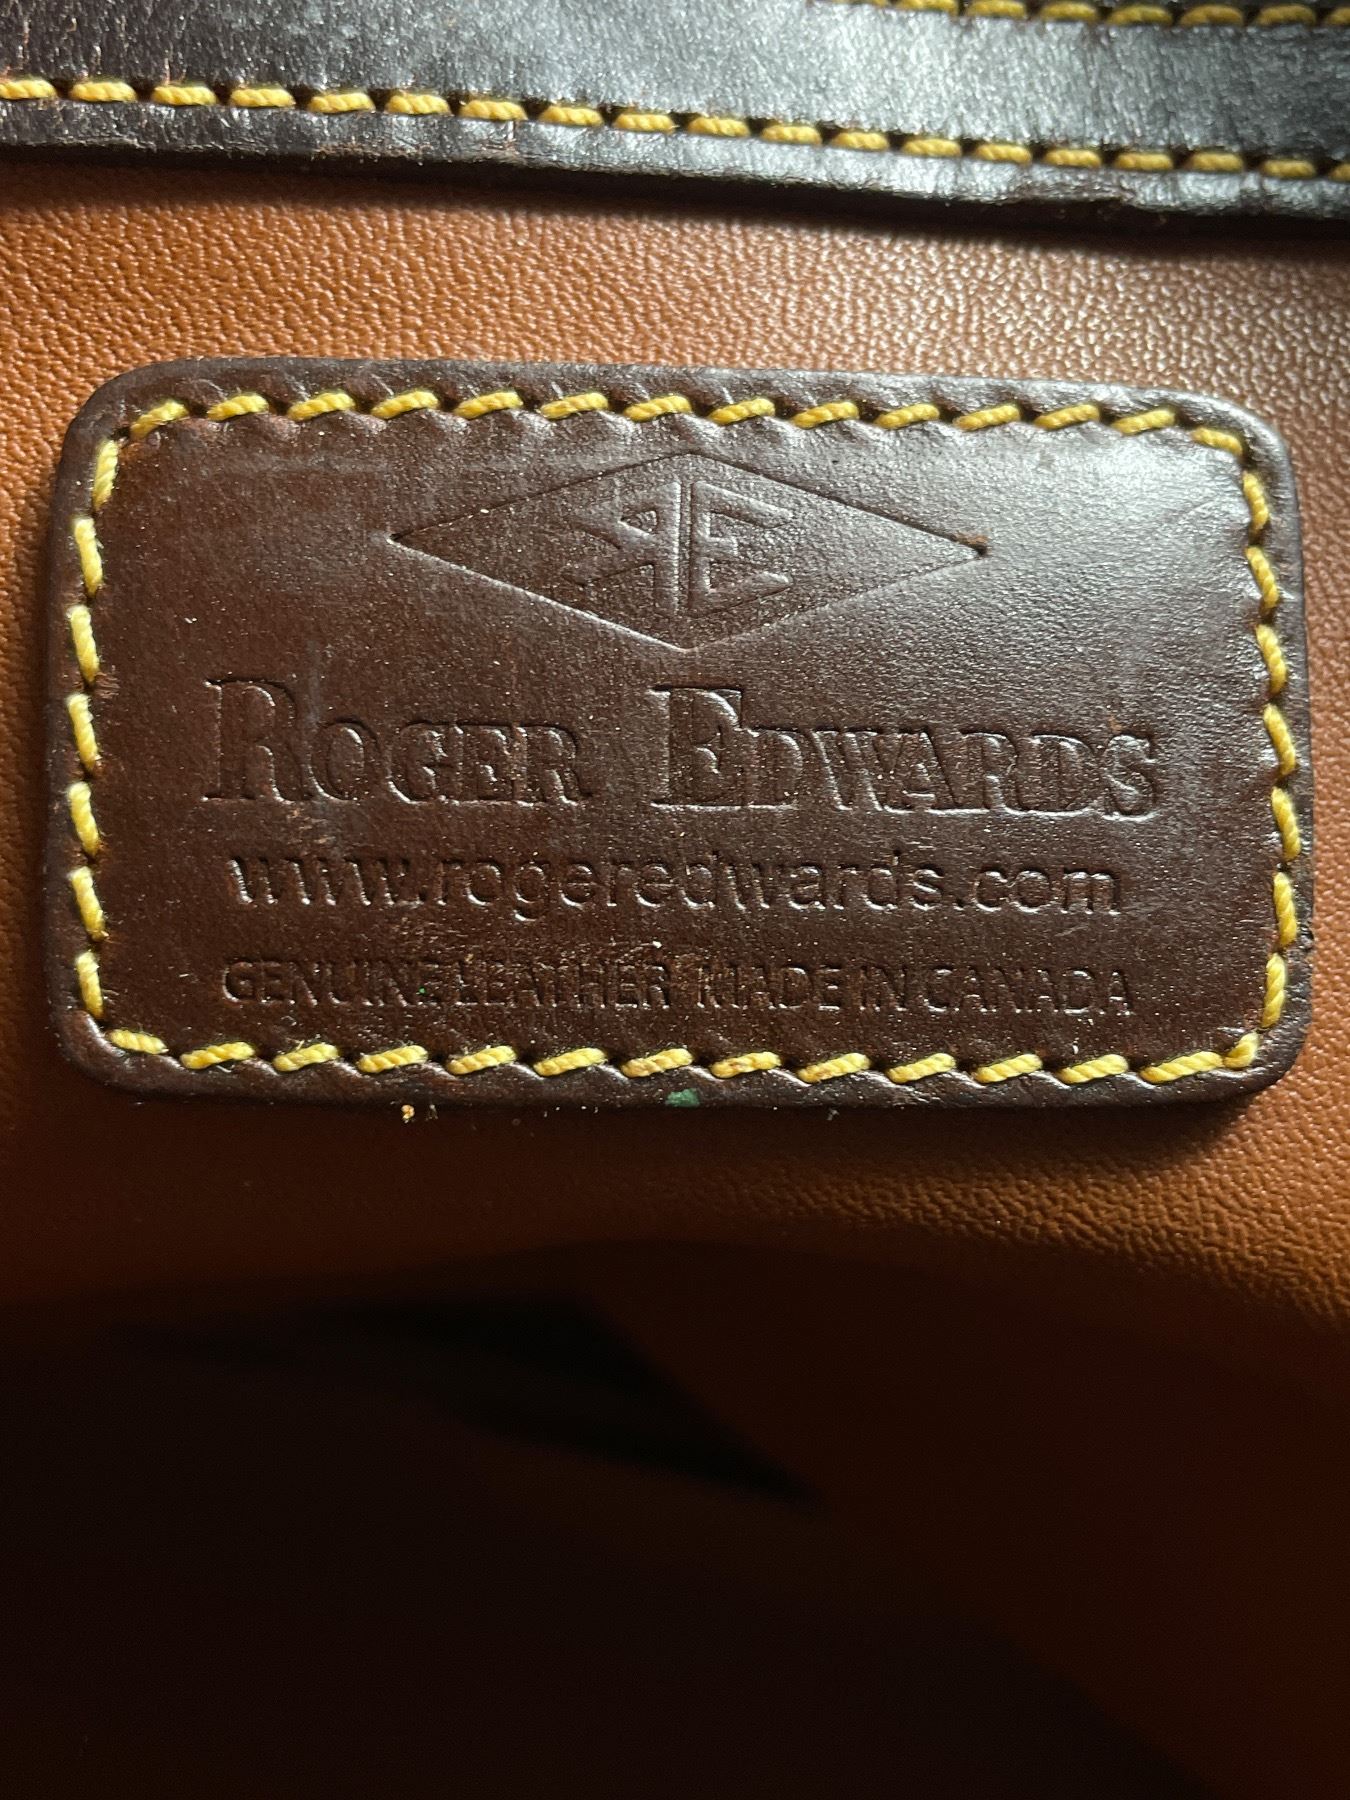 RE
ROGER EDWARDS
www.rogeredwards.com
GENUINE LEATHER MADE IN CANADA